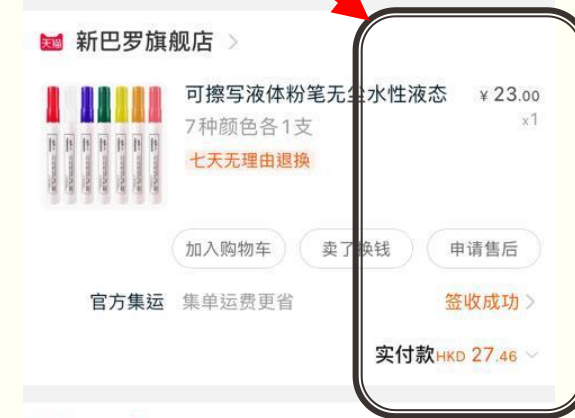 天猫 新巴罗旗舰店 >
可擦写液体粉笔无尘水性液态 ¥ 23.00
7种颜色各1支 x1
七天无理由退换
加入购物车 卖了换钱 申请售后
官方集运 集单运费更省 签收成功 >
实付款HKD 27.46